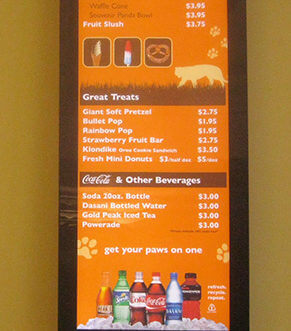 Waffle Cone $3.95
Souvenir Panda Bowl $3.95
Fruit Slush $3.75
Great Treats
Giant Soft Pretzel $2.75
Bullet Pop $1.95
Rainbow Pop $1.95
Strawberry Fruit Bar $2.75
Klondike Oreo Cookie Sandwich $3.50
Fresh Mini Donuts $3/half doz $5/doz
Coca-Cola & Other Beverages
Soda 20oz. Bottle $3.00
Dasani Bottled Water $3.00
Gold Peak Iced Tea $3.00
Powerade $3.00
get your paws on one
refresh.
recycle.
repeat.
Sprite
Coca-Cola
DASANI